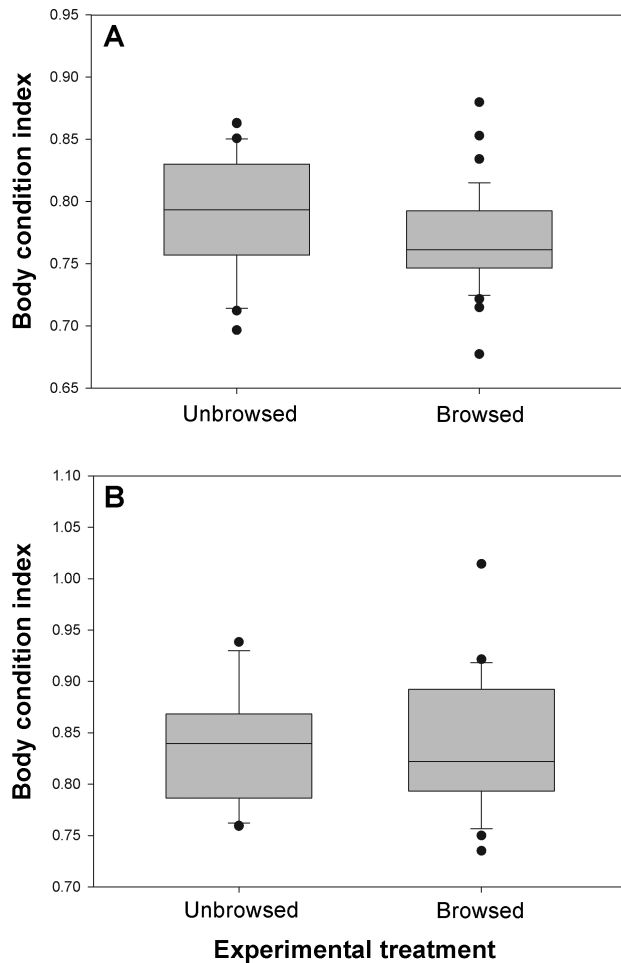 A
Body condition index
0.95
0.90
0.85
0.80
0.75
0.70
0.65
Unbrowsed
Browsed
B
Body condition index
1.10
1.05
1.00
0.95
0.90
0.85
0.80
0.75
0.70
Unbrowsed
Browsed
Experimental treatment